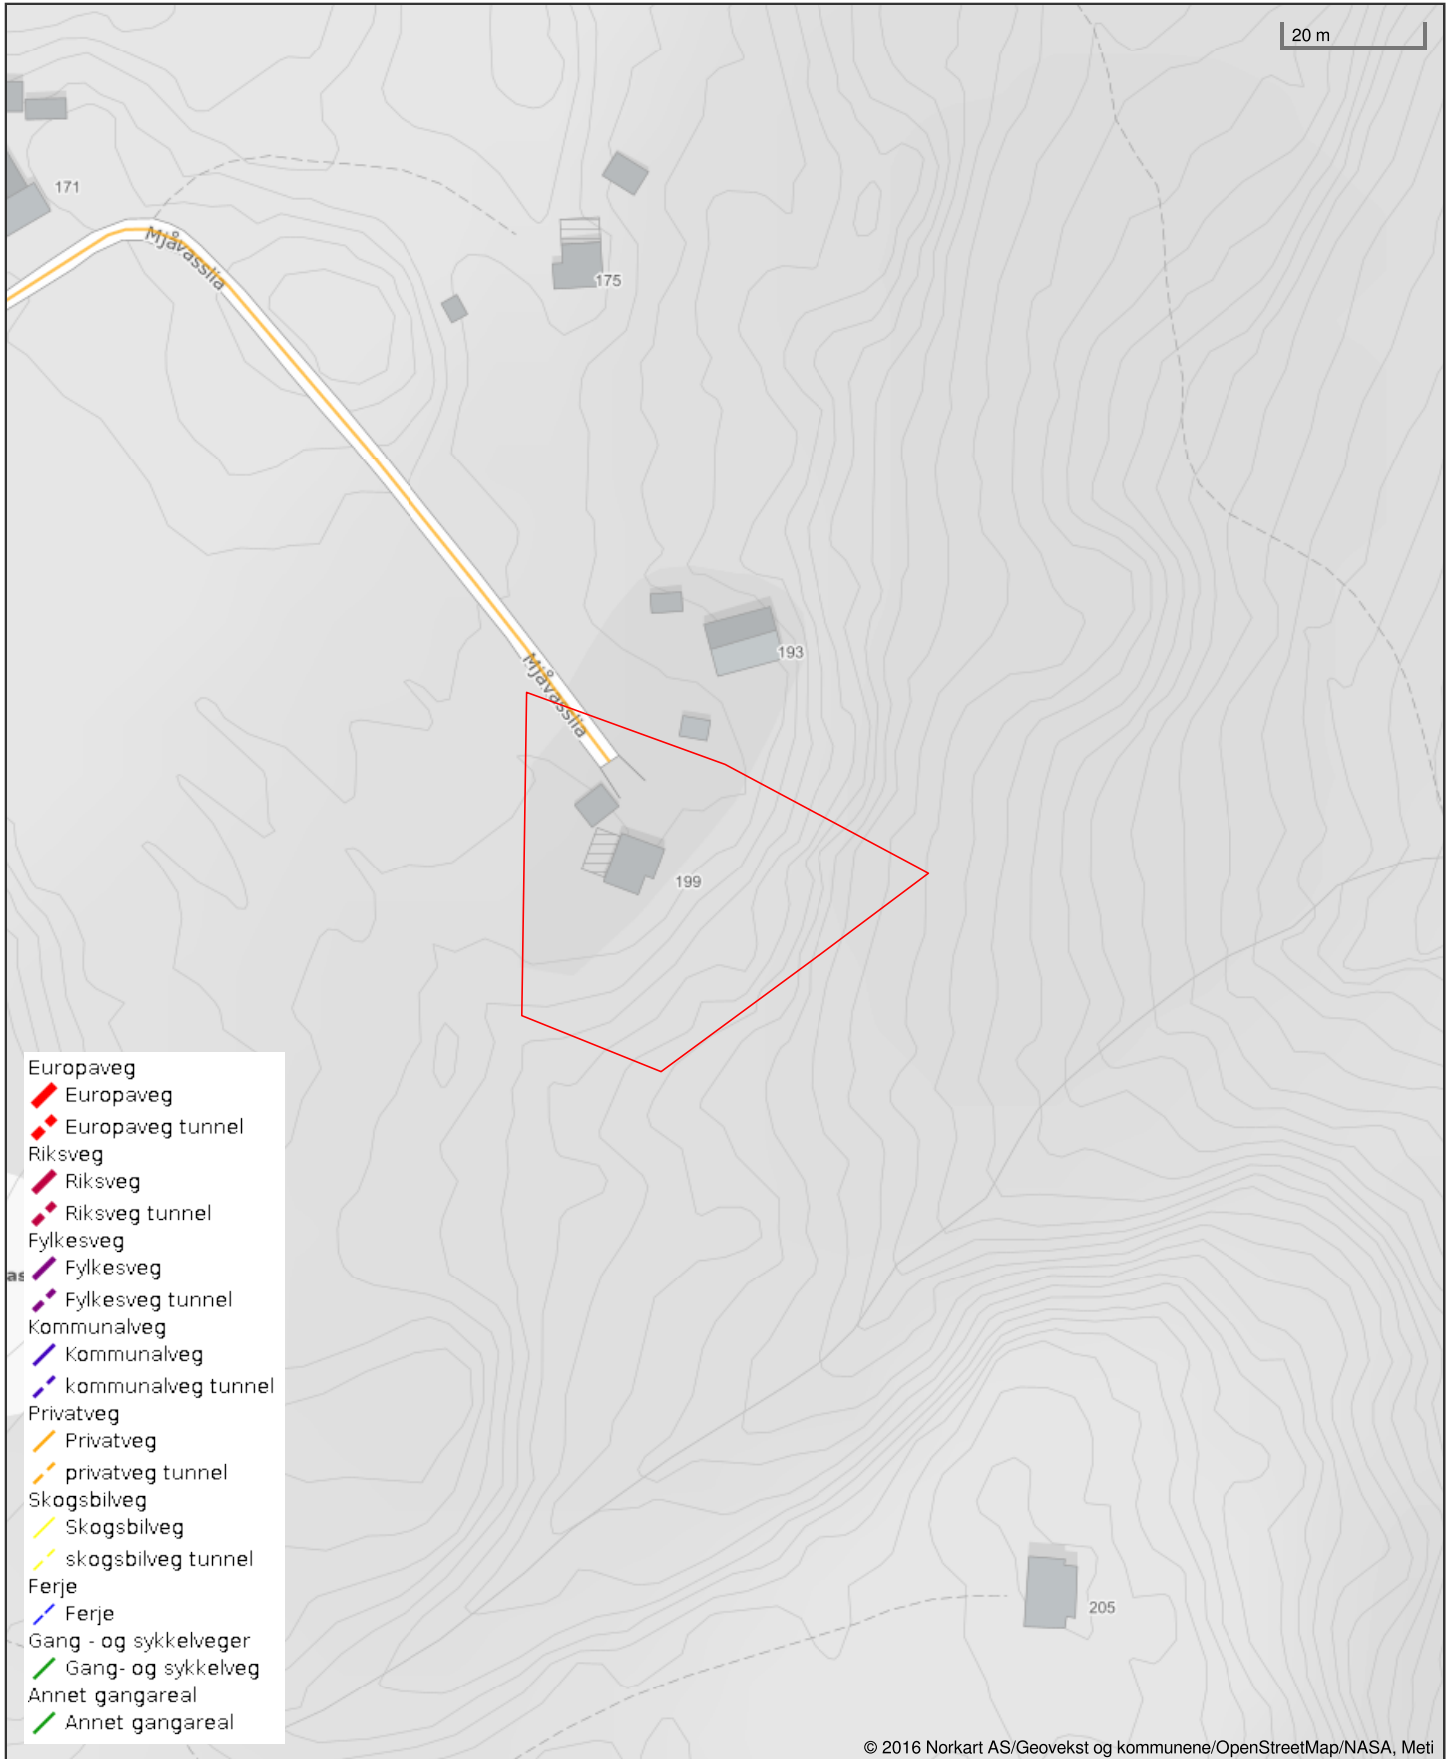 20 m
171
Mjåvasslia
175
193
Mjåvasslia
199
Europaveg
Europaveg
Europaveg tunnel
Riksveg
Riksveg
Riksveg tunnel
Fylkesveg
Fylkesveg
Fylkesveg tunnel
as
Kommunalveg
Kommunalveg
kommunalveg tunnel
Privatveg
Privatveg
privatveg tunnel
Skogsbilveg
Skogsbilveg
skogsbilveg tunnel
Ferje
Ferje
205
Gang - og sykkelveger
Gang- og sykkelveg
Annet gangareal
Annet gangareal
© 2016 Norkart AS/Geovekst og kommunene/OpenStreetMap/NASA, Meti